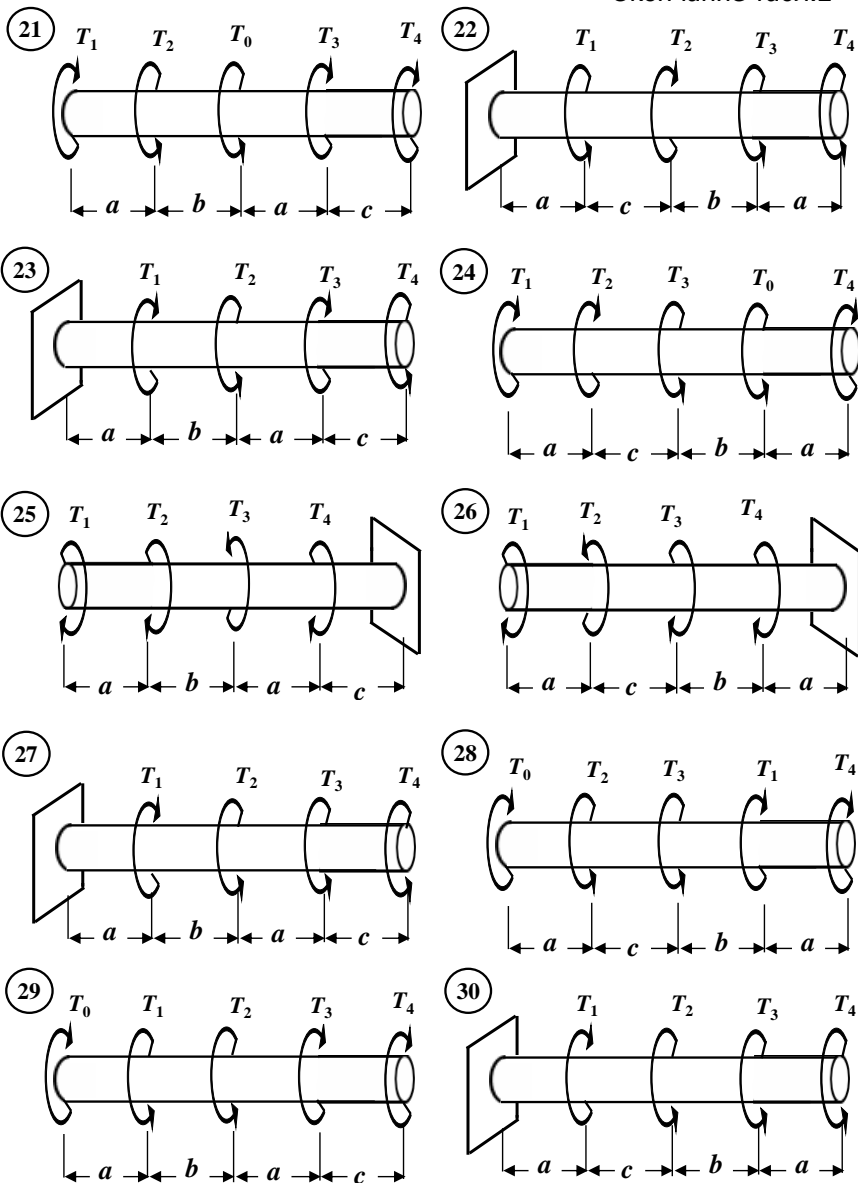 21 T1 T2 T0 T3 T4
a b a c
22 T1 T2 T3 T4
a c b a
23 T1 T2 T3 T4
a b a c
24 T1 T2 T3 T0 T4
a c b a
25 T1 T2 T3 T4
a b a c
26 T1 T2 T3 T4
a c b a
27 T1 T2 T3 T4
a b a c
28 T0 T2 T3 T1 T4
a c b a
29 T0 T1 T2 T3 T4
a b a c
30 T1 T2 T3 T4
a c b a